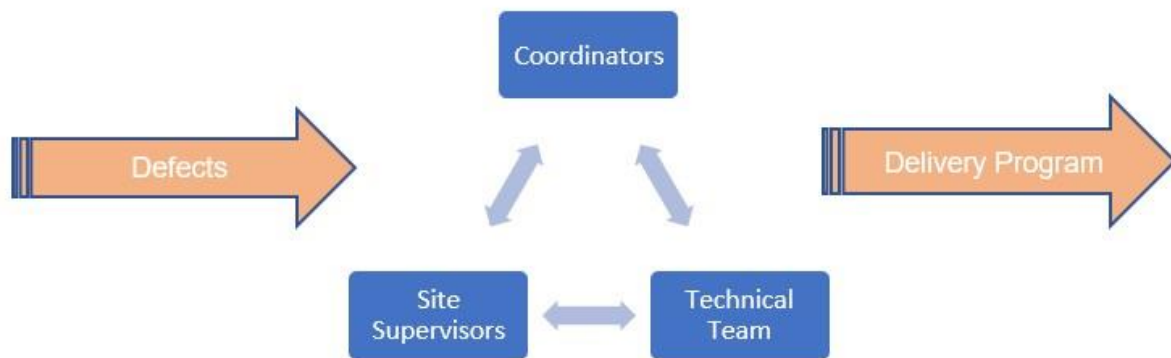 Coordinators
Defects
Delivery Program
Site
Supervisors
Technical
Team